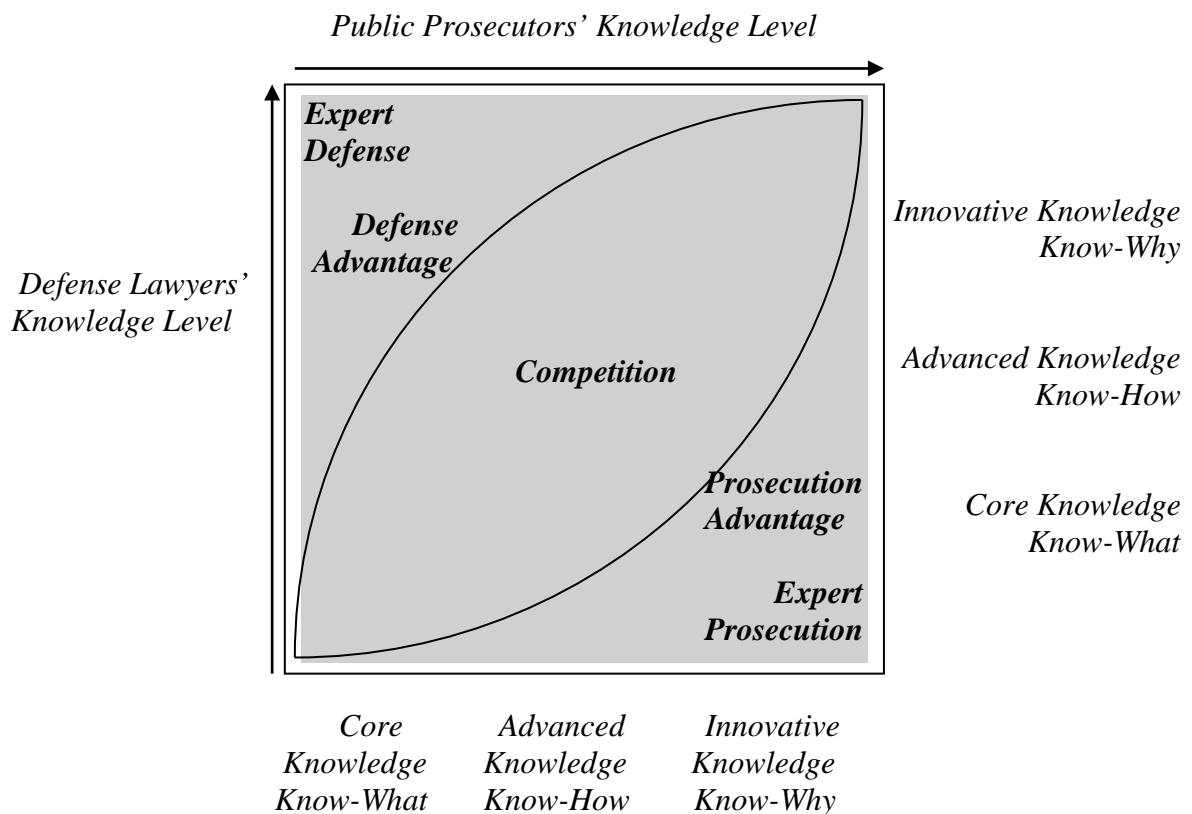 Public Prosecutors’ Knowledge Level
Expert
Defense
Defense
Advantage
Defense Lawyers’
Knowledge Level
Competition
Prosecution
Advantage
Expert
Prosecution
Innovative Knowledge
Know-Why
Advanced Knowledge
Know-How
Core Knowledge
Know-What
Core
Knowledge
Know-What
Advanced
Knowledge
Know-How
Innovative
Knowledge
Know-Why